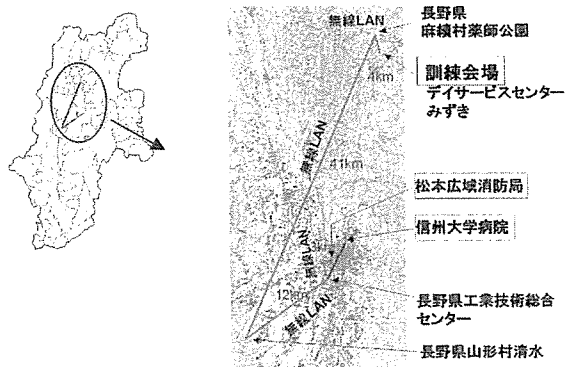 無線LAN
長野県
麻績村薬師公園
4km
訓練会場
デイサービスセンター
みずき
無線LAN
41km
松本広域消防局
信州大学病院
無線LAN
12km
無線LAN
長野県工業技術総合
センター
長野県山形村清水